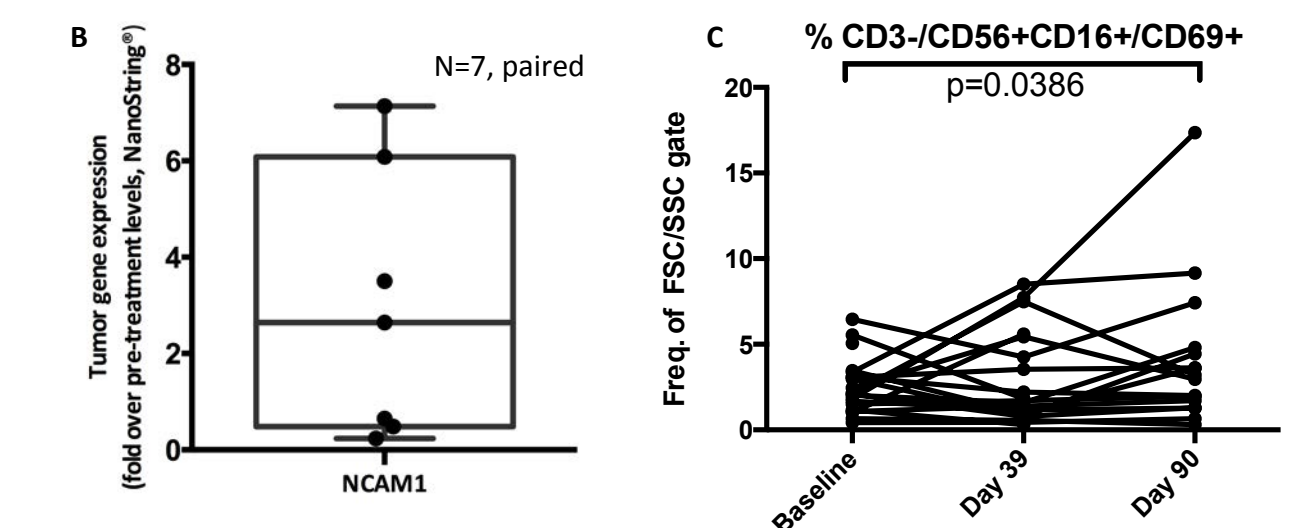 B
Tumor gene expression
(fold over pre-treatment levels, NanoString®)
8
6
4
2
0
N=7, paired
NCAM1
C
% CD3-/CD56+CD16+/CD69+
p=0.0386
Freq. of FSC/SSC gate
20
15
10
5
0
Baseline
Day 39
Day 90